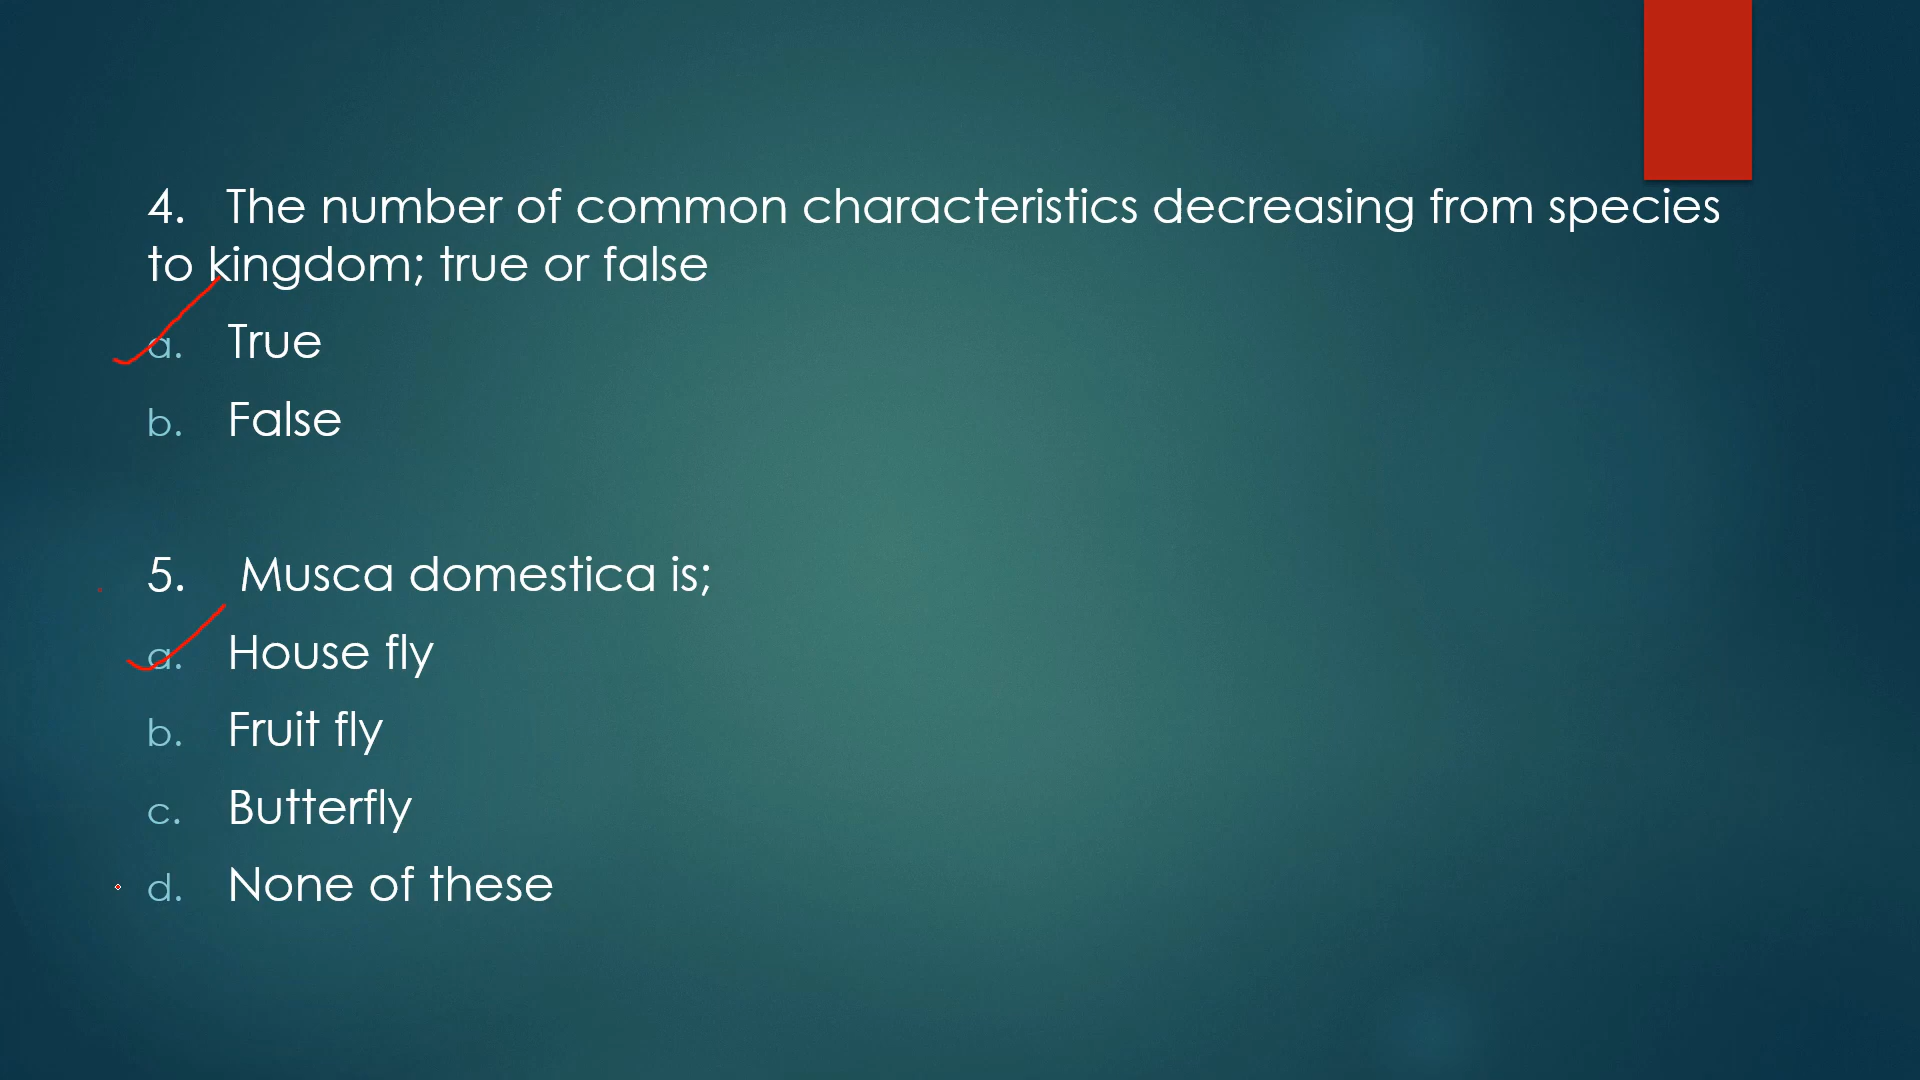 4. The number of common characteristics decreasing from species
to kingdom; true or false
a. True
b. False
5. Musca domestica is;
a. House fly
b. Fruit fly
c. Butterfly
d. None of these